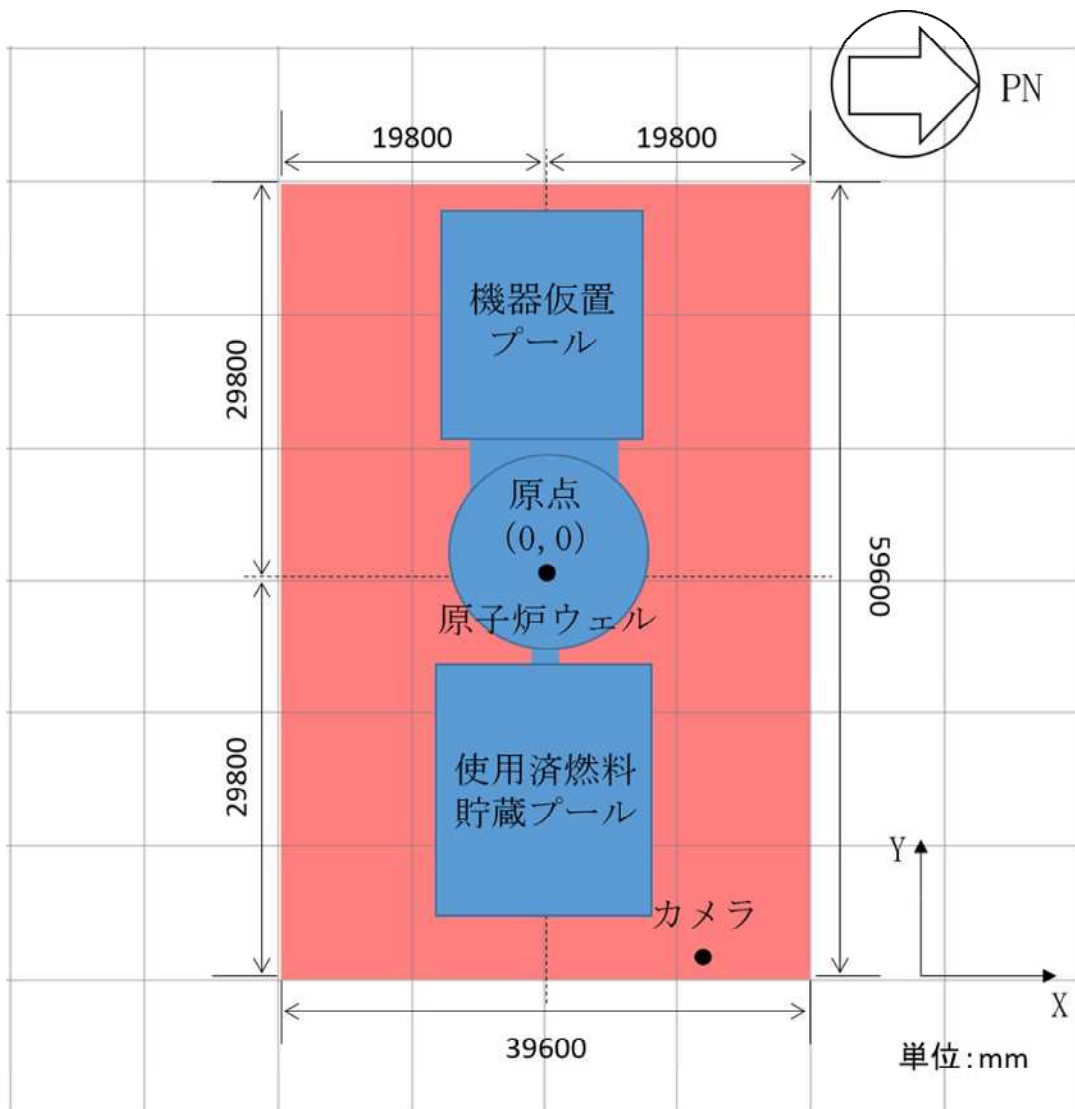 PN
19800
19800
機器仮置
プール
29800
原点
(0, 0)
59600
原子炉ウェル
使用済燃料
貯蔵プール
29800
カメラ
Y
X
39600
単位:mm